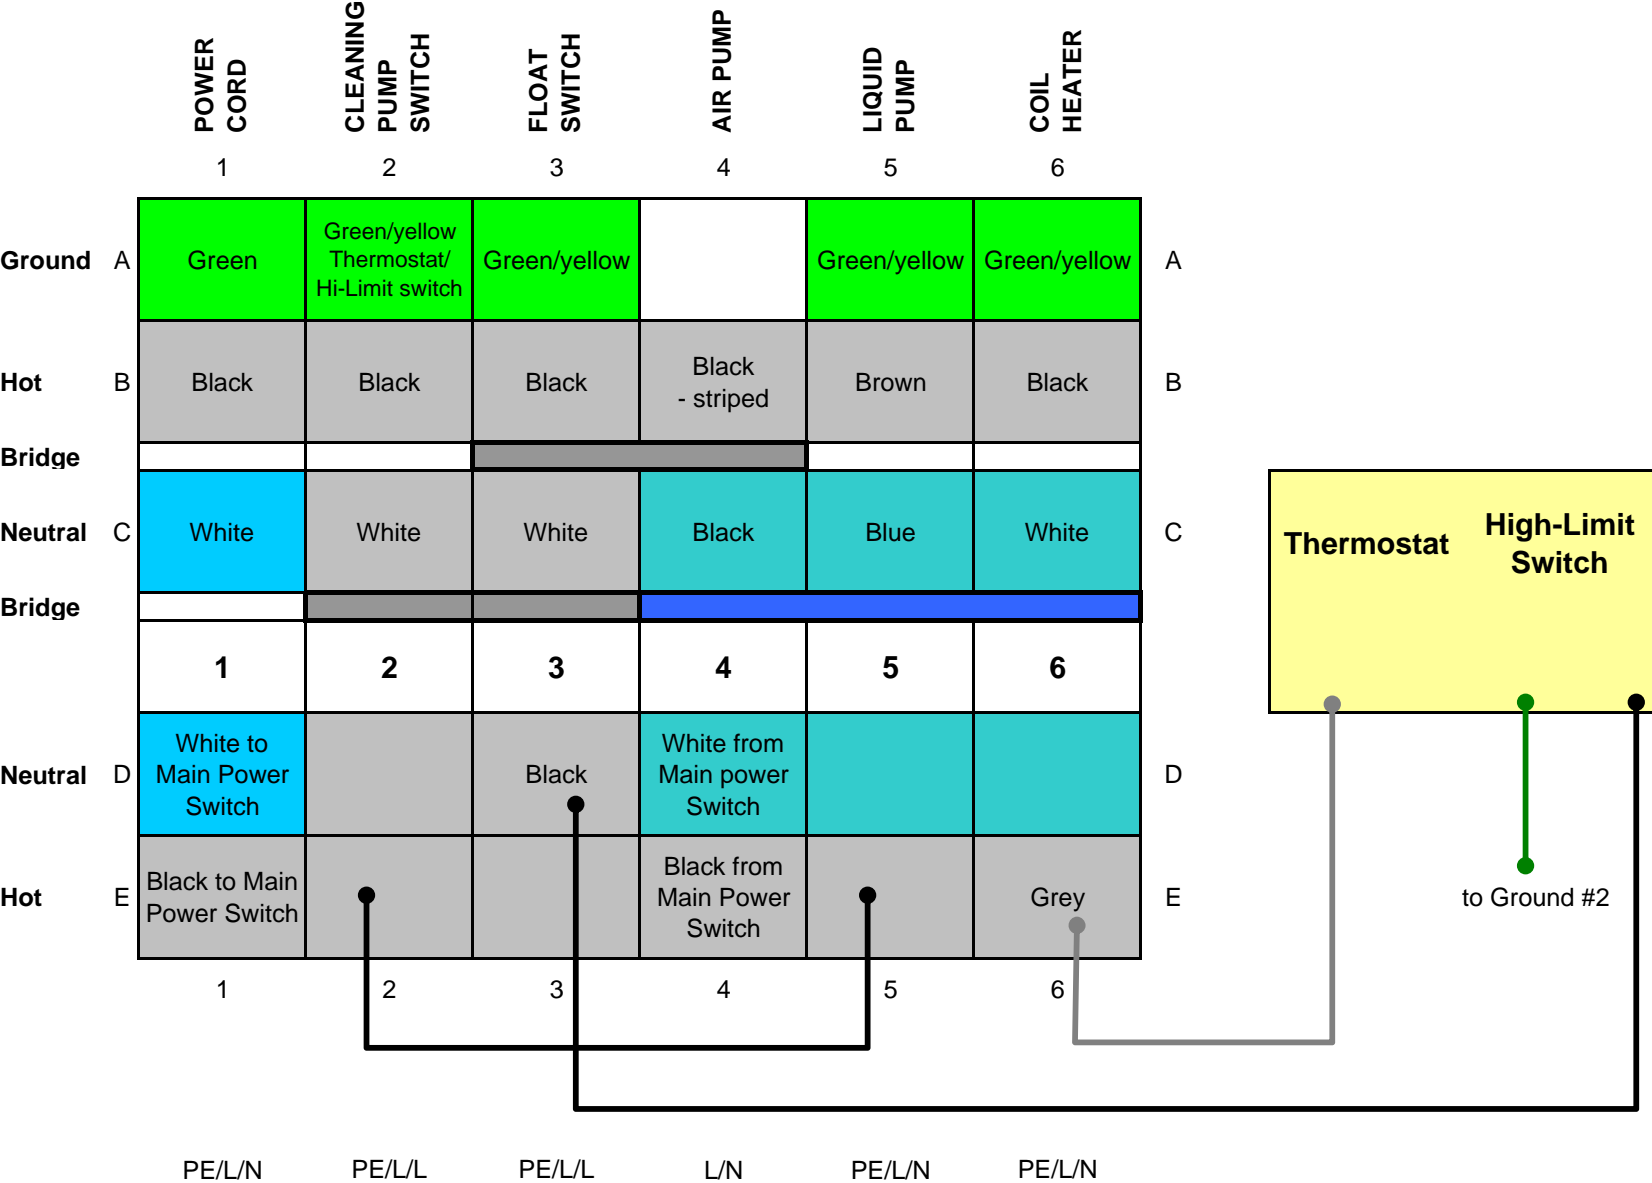 POWER
CORD
CLEANING
PUMP
SWITCH
FLOAT
SWITCH
AIR PUMP
LIQUID
PUMP
COIL
HEATER
1 2 3 4 5 6
Ground A Green
Green/yellow
Thermostat/
Hi-Limit switch
Green/yellow
Green/yellow
Green/yellow
A
Hot B Black
Black
Black
Black
- striped
Brown
Black
B
Bridge
Neutral C White
White
White
Black
Blue
White
C
Thermostat
High-Limit
Switch
Bridge
1 2 3 4 5 6
Neutral D
White to
Main Power
Switch
Black
White from
Main power
Switch
D
Hot E
Black to Main
Power Switch
Black from
Main Power
Switch
Grey
E
to Ground #2
1 2 3 4 5 6
PE/L/N PE/L/L PE/L/L L/N PE/L/N PE/L/N